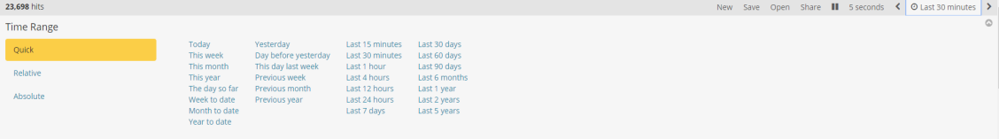 23,698 hits New Save Open Share 5 seconds Last 30 minutes
Time Range
Quick
Relative
Absolute
Today
This week
This month
This year
The day so far
Week to date
Month to date
Year to date
Yesterday
Day before yesterday
This day last week
Previous week
Previous month
Previous year
Last 15 minutes
Last 30 minutes
Last 1 hour
Last 4 hours
Last 12 hours
Last 24 hours
Last 7 days
Last 30 days
Last 60 days
Last 90 days
Last 6 months
Last 1 year
Last 2 years
Last 5 years